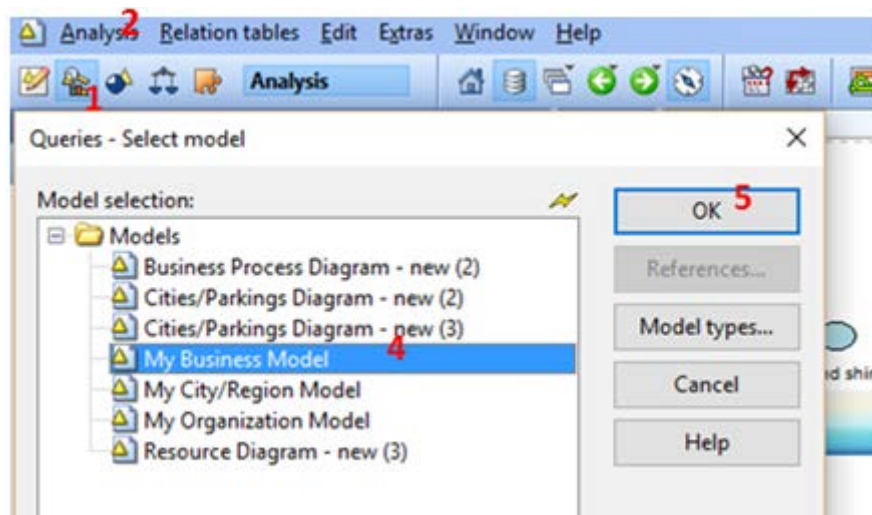 2
Analysis Relation tables Edit Extras Window Help
Analysis
1
Queries - Select model
Model selection:
OK 5
Models
References...
Business Process Diagram - new (2)
Cities/Parkings Diagram - new (2)
Cities/Parkings Diagram - new (3)
Model types...
My Business Model 4
My City/Region Model
Cancel
My Organization Model
Resource Diagram - new (3)
Help